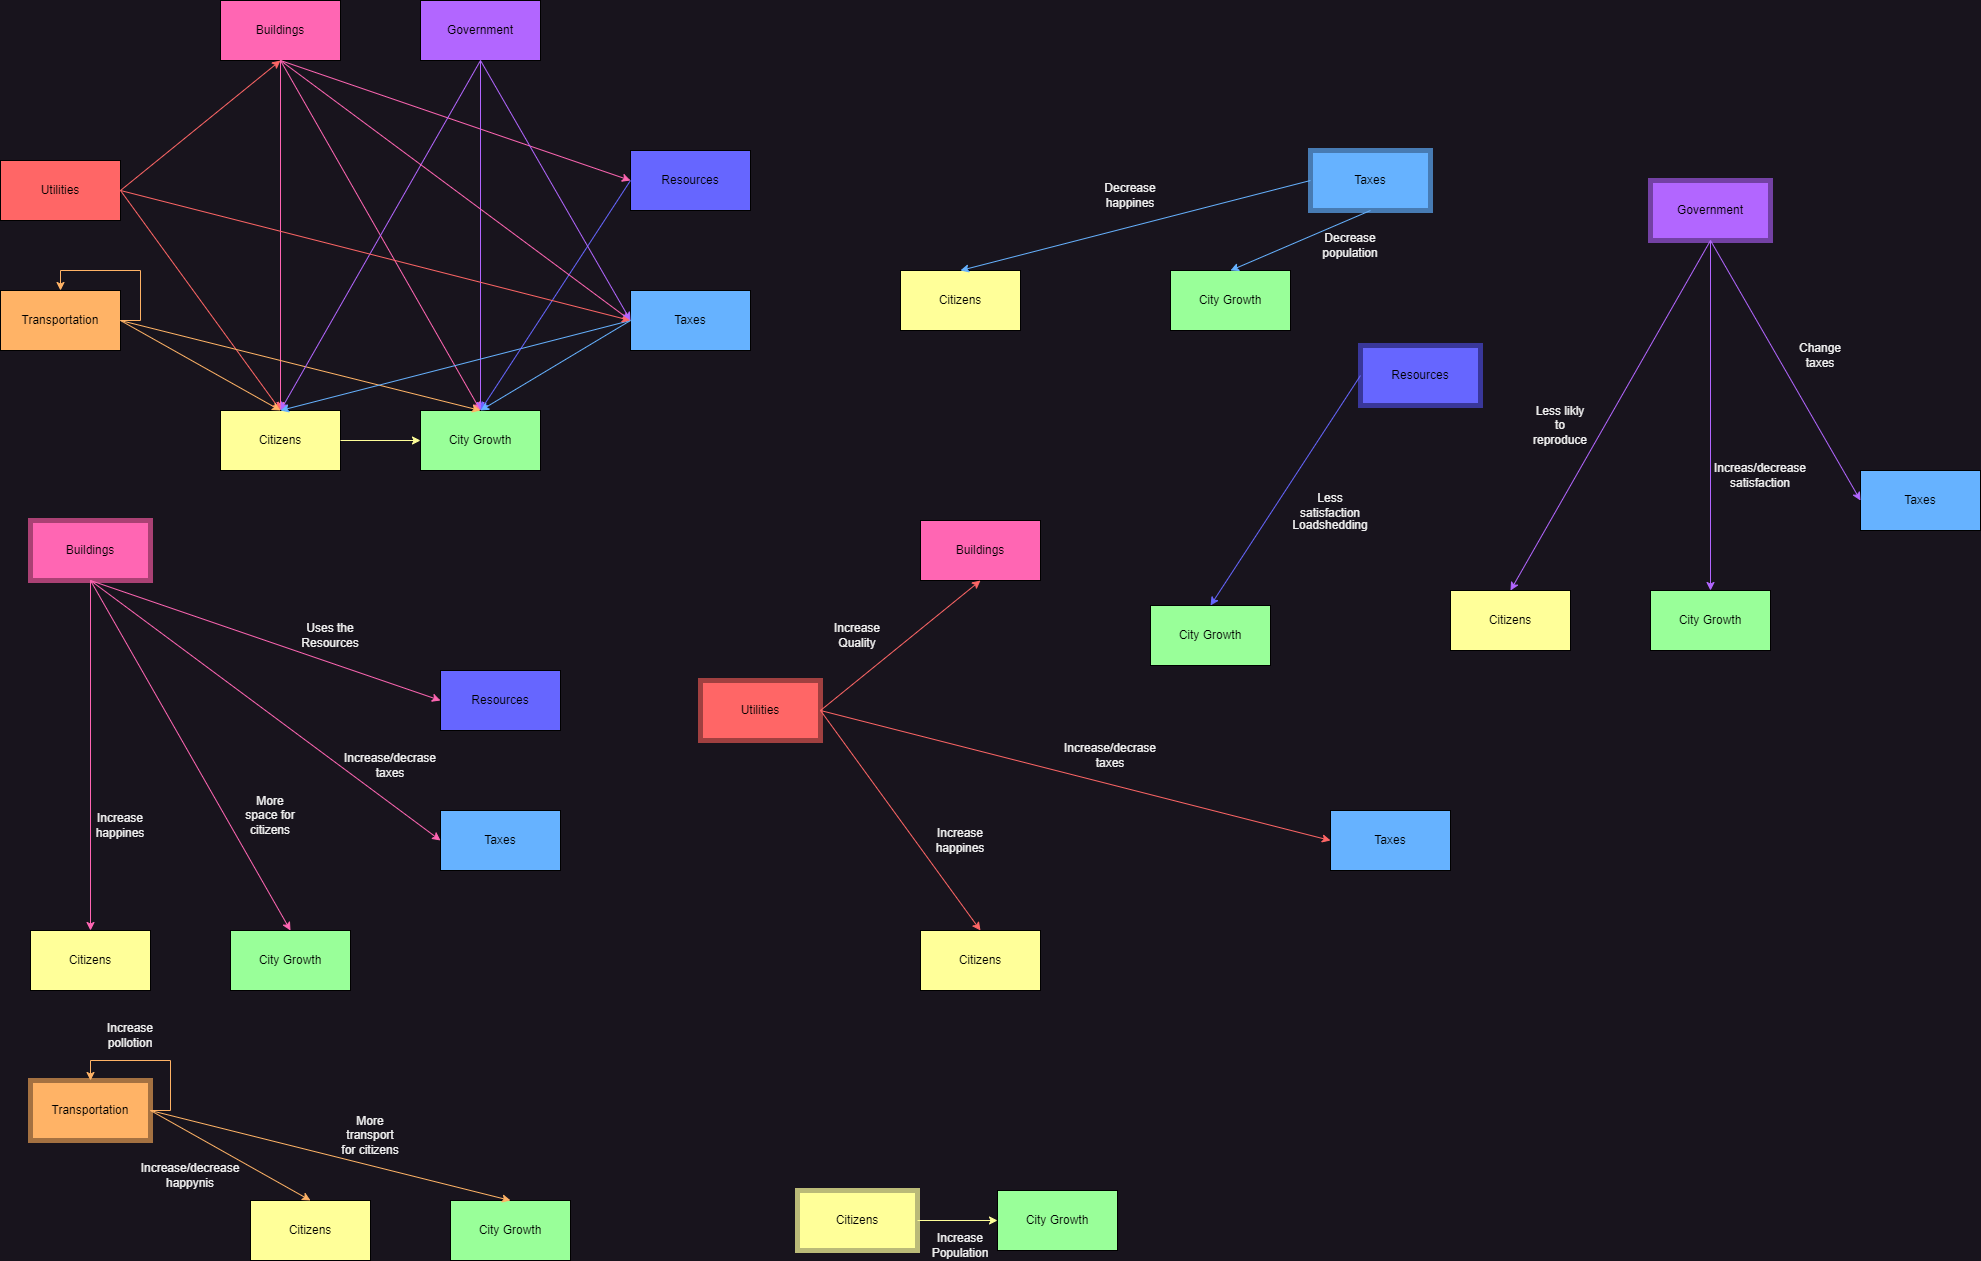 Buildings
Government
Utilities
Resources
Transportation
Taxes
Citizens
City Growth
Taxes
Decrease
happines
Decrease
population
Citizens
City Growth
Resources
Less
satisfaction
Loadshedding
City Growth
Government
Change
taxes
Less likly
to
reproduce
Increas/decrease
satisfaction
Taxes
Citizens
City Growth
Buildings
Uses the
Resources
Resources
Increase/decrase
taxes
More
space for
citizens
Increase
happines
Taxes
Citizens
City Growth
Buildings
Increase
Quality
Utilities
Increase/decrase
taxes
Increase
happines
Taxes
Citizens
Increase
pollotion
Transportation
More
transport
for citizens
Increase/decrease
happynis
Citizens
City Growth
Citizens
City Growth
Increase
Population